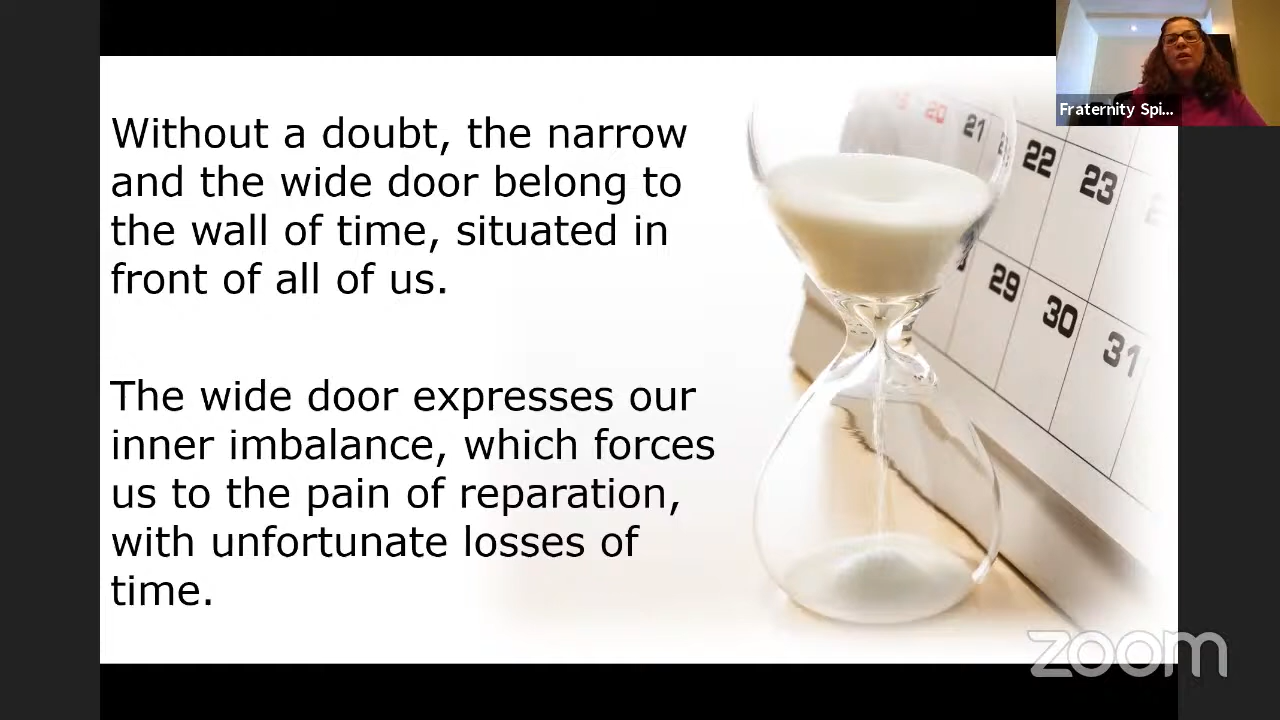 Without a doubt, the narrow
and the wide door belong to
the wall of time, situated in
front of all of us.
The wide door expresses our
inner imbalance, which forces
us to the pain of reparation,
with unfortunate losses of
time.
20
21
22
23
29
30
31
Fraternity Spi...
zoom